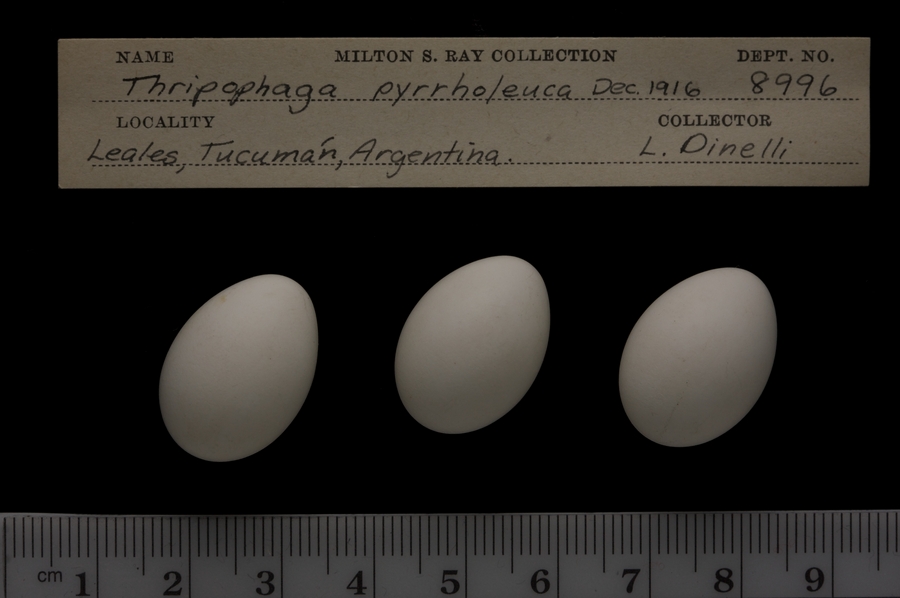 NAME MILTON S. RAY COLLECTION DEPT. NO.
Thripophaga pyrrholeuca Dec. 1916 8996
LOCALITY COLLECTOR
Leales, Tucumán, Argentina. L. Dinelli
cm 1 2 3 4 5 6 7 8 9